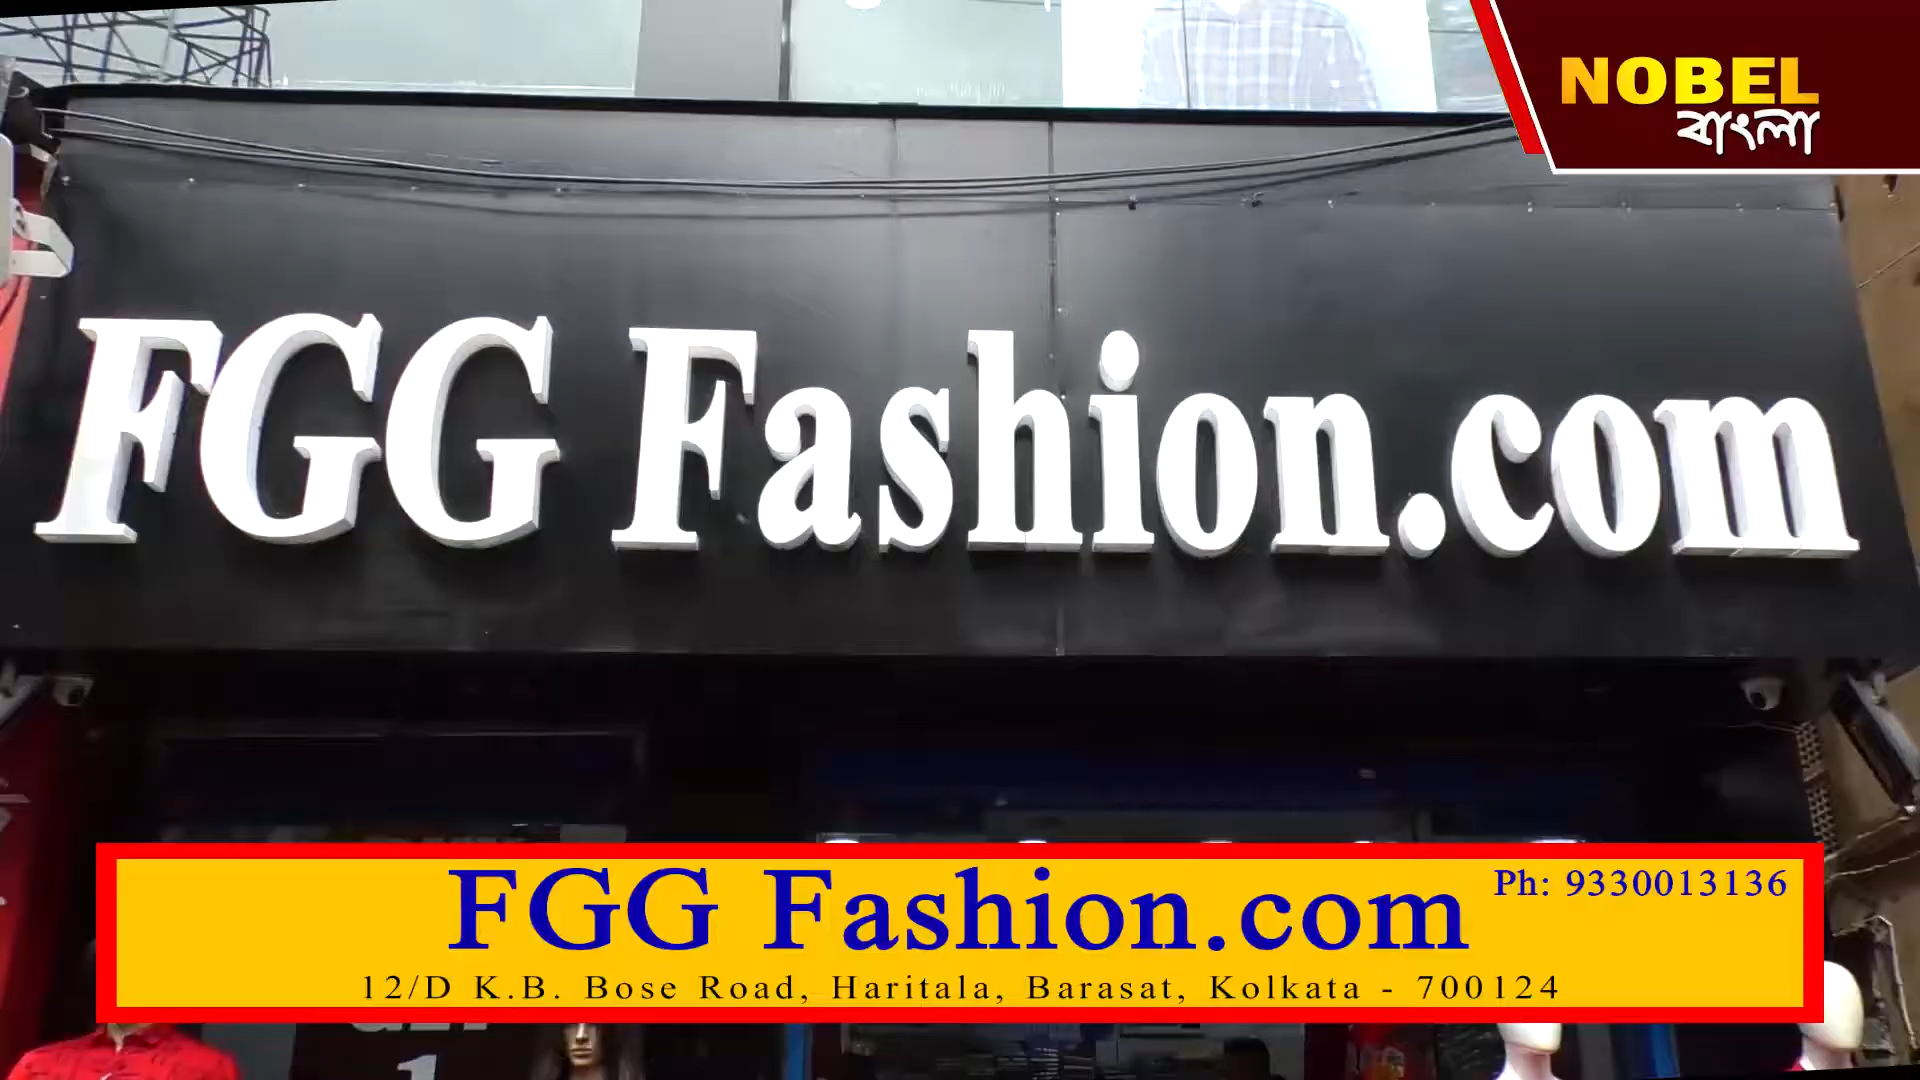 NOBEL
বাংলা
FGG Fashion.com
FGG Fashion.com
Ph: 9330013136
12/D K.B. Bose Road, Haritala, Barasat, Kolkata - 700124